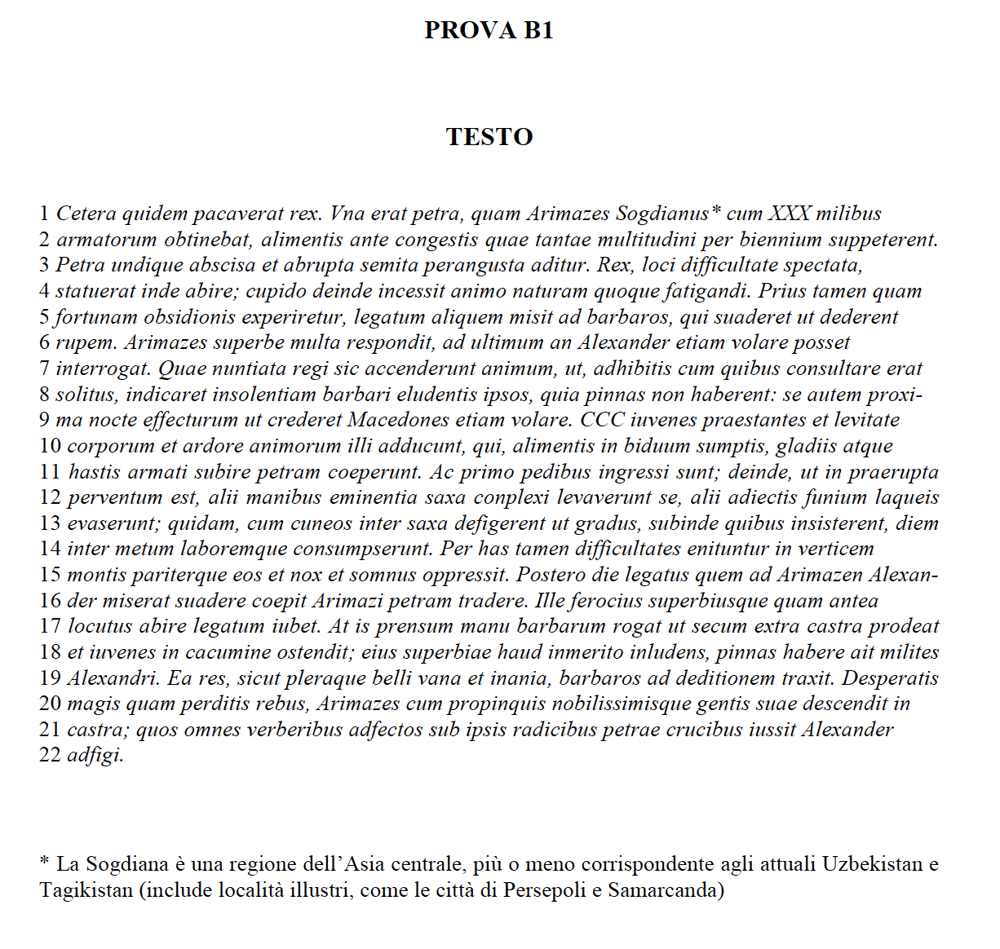 PROVA B1
TESTO
1 Cetera quidem pacaverat rex. Vna erat petra, quam Arimazes Sogdianus* cum XXX milibus
2 armatorum obtinebat, alimentis ante congestis quae tantae multitudini per biennium suppeterent.
3 Petra undique abscisa et abrupta semita perangusta aditur. Rex, loci difficultate spectata,
4 statuerat inde abire; cupido deinde incessit animo naturam quoque fatigandi. Prius tamen quam
5 fortunam obsidionis experiretur, legatum aliquem misit ad barbaros, qui suaderet ut dederent
6 rupem. Arimazes superbe multa respondit, ad ultimum an Alexander etiam volare posset
7 interrogat. Quae nuntiata regi sic accenderunt animum, ut, adhibitis cum quibus consultare erat
8 solitus, indicaret insolentiam barbari eludentis ipsos, quia pinnas non haberent: se autem proxi-
9 ma nocte effecturum ut crederet Macedones etiam volare. CCC iuvenes praestantes et levitate
10 corporum et ardore animorum illi adducunt, qui, alimentis in biduum sumptis, gladiis atque
11 hastis armati subire petram coeperunt. Ac primo pedibus ingressi sunt; deinde, ut in praerupta
12 perventum est, alii manibus eminentia saxa conplexi levaverunt se, alii adiectis funium laqueis
13 evaserunt; quidam, cum cuneos inter saxa defigerent ut gradus, subinde quibus insisterent, diem
14 inter metum laboremque consumpserunt. Per has tamen difficultates enituntur in verticem
15 montis pariterque eos et nox et somnus oppressit. Postero die legatus quem ad Arimazen Alexan-
16 der miserat suadere coepit Arimazi petram tradere. Ille ferocius superbiusque quam antea
17 locutus abire legatum iubet. At is prensum manu barbarum rogat ut secum extra castra prodeat
18 et iuvenes in cacumine ostendit; eius superbiae haud inmerito inludens, pinnas habere ait milites
19 Alexandri. Ea res, sicut pleraque belli vana et inania, barbaros ad deditionem traxit. Desperatis
20 magis quam perditis rebus, Arimazes cum propinquis nobilissimisque gentis suae descendit in
21 castra; quos omnes verberibus adfectos sub ipsis radicibus petrae crucibus iussit Alexander
22 adfigi.
* La Sogdiana è una regione dell’Asia centrale, più o meno corrispondente agli attuali Uzbekistan e
Tagikistan (include località illustri, come le città di Persepoli e Samarcanda)